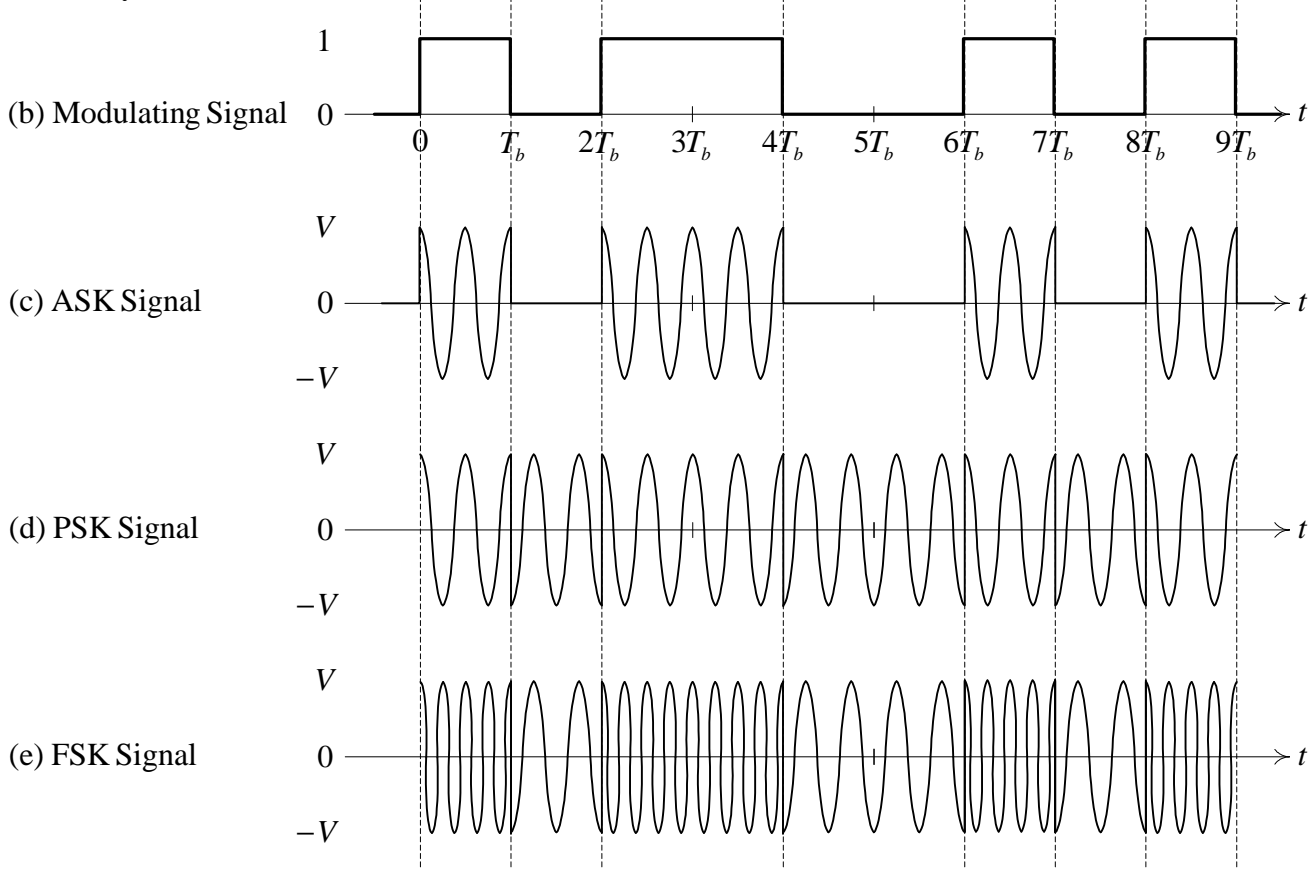 1
(b) Modulating Signal 0 t
0 T_b 2T_b 3T_b 4T_b 5T_b 6T_b 7T_b 8T_b 9T_b
V
(c) ASK Signal 0 t
−V
V
(d) PSK Signal 0 t
−V
V
(e) FSK Signal 0 t
−V